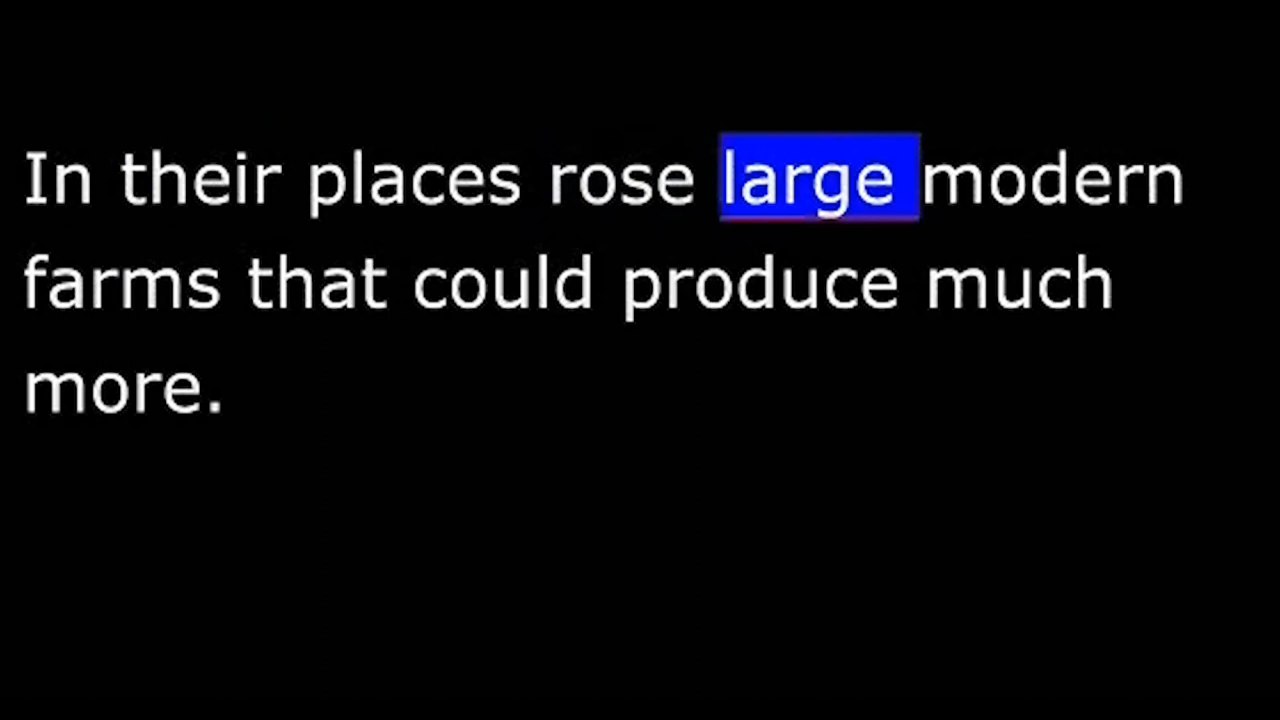 In their places rose large modern
farms that could produce much
more.